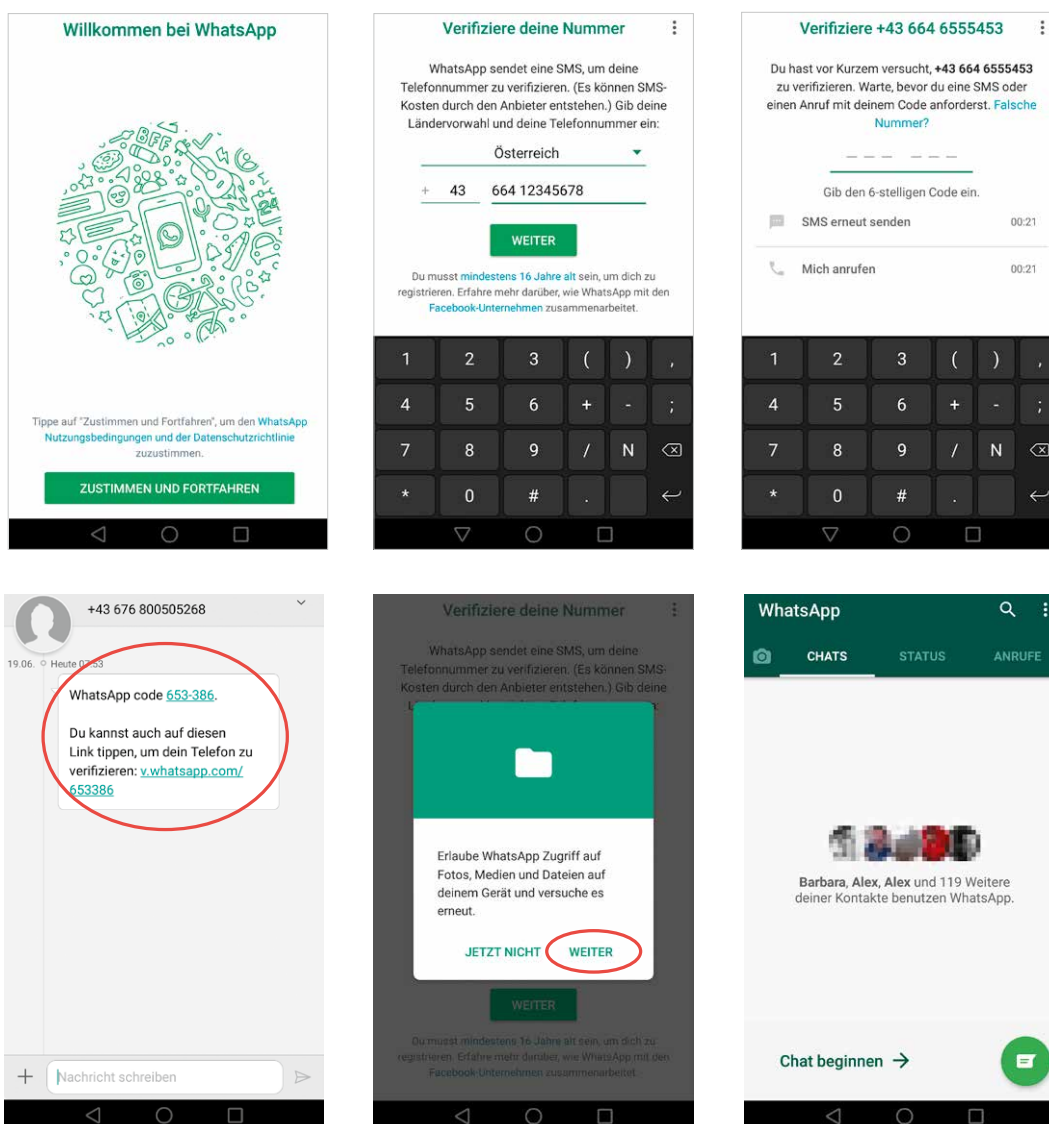 Willkommen bei WhatsApp
Tippe auf "Zustimmen und Fortfahren", um den WhatsApp
Nutzungsbedingungen und der Datenschutzrichtlinie
zuzustimmen.
ZUSTIMMEN UND FORTFAHREN
Verifiziere deine Nummer
WhatsApp sendet eine SMS, um deine
Telefonnummer zu verifizieren. (Es können SMS-
Kosten durch den Anbieter entstehen.) Gib deine
Ländervorwahl und deine Telefonnummer ein:
Österreich
+ 43 664 12345678
WEITER
Du musst mindestens 16 Jahre alt sein, um dich zu
registrieren. Erfahre mehr darüber, wie WhatsApp mit den
Facebook-Unternehmen zusammenarbeitet.
1 2 3 ( ) ,
4 5 6 + - ;
7 8 9 / N
* 0 # .
Verifiziere +43 664 6555453
Du hast vor Kurzem versucht, +43 664 6555453
zu verifizieren. Warte, bevor du eine SMS oder
einen Anruf mit deinem Code anforderst. Falsche
Nummer?
Gib den 6-stelligen Code ein.
SMS erneut senden 00:21
Mich anrufen 00:21
1 2 3 ( ) ,
4 5 6 + - ;
7 8 9 / N
* 0 # .
+43 676 800505268
19.06. Heute 07:53
WhatsApp code 653-386.
Du kannst auch auf diesen
Link tippen, um dein Telefon zu
verifizieren: v.whatsapp.com/
653386
Nachricht schreiben
Verifiziere deine Nummer
WhatsApp sendet eine SMS, um deine
Telefonnummer zu verifizieren. (Es können SMS-
Kosten durch den Anbieter entstehen.) Gib deine
Erlaube WhatsApp Zugriff auf
Fotos, Medien und Dateien auf
deinem Gerät und versuche es
erneut.
JETZT NICHT WEITER
WEITER
Du musst mindestens 16 Jahre alt sein, um dich zu
registrieren. Erfahre mehr darüber, wie WhatsApp mit den
Facebook-Unternehmen zusammenarbeitet.
WhatsApp
CHATS STATUS ANRUFE
Barbara, Alex, Alex und 119 Weitere
deiner Kontakte benutzen WhatsApp.
Chat beginnen →